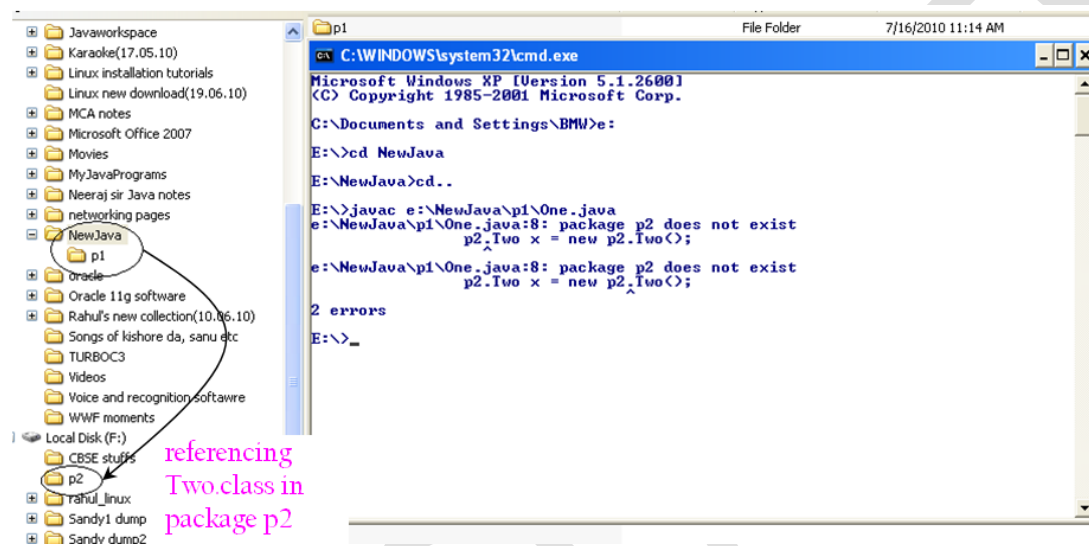 Javaworkspace
Karaoke(17.05.10)
Linux installation tutorials
Linux new download(19.06.10)
MCA notes
Microsoft Office 2007
Movies
MyJavaPrograms
Neeraj sir Java notes
networking pages
NewJava
p1
oracle
Oracle 11g software
Rahul's new collection(10.06.10)
Songs of kishore da, sanu etc
TURBOC3
Videos
Voice and recognition softawre
WWF moments
Local Disk (F:)
CBSE stuffs
p2
rahul_linux
Sandy1 dump
Sandy dump2
referencing
Two.class in
package p2
p1 File Folder 7/16/2010 11:14 AM
C:\WINDOWS\system32\cmd.exe
Microsoft Windows XP [Version 5.1.2600]
(C) Copyright 1985-2001 Microsoft Corp.
C:\Documents and Settings\BMW>e:
E:\>cd NewJava
E:\NewJava>cd..
E:\>javac e:\NewJava\p1\One.java
e:\NewJava\p1\One.java:8: package p2 does not exist
p2.Two x = new p2.Two();
^
e:\NewJava\p1\One.java:8: package p2 does not exist
p2.Two x = new p2.Two();
^
2 errors
E:\>_